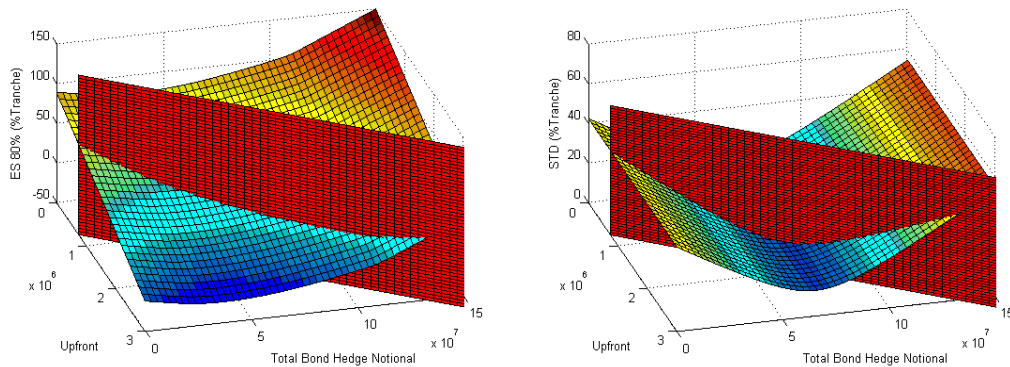 150
100
50
0
-50
ES 80% (%Tranche)
0
1
2
3
x 10^6
Upfront
0
5
10
15
x 10^7
Total Bond Hedge Notional
80
60
40
20
0
STD (%Tranche)
0
1
2
3
x 10^6
Upfront
0
5
10
15
x 10^7
Total Bond Hedge Notional